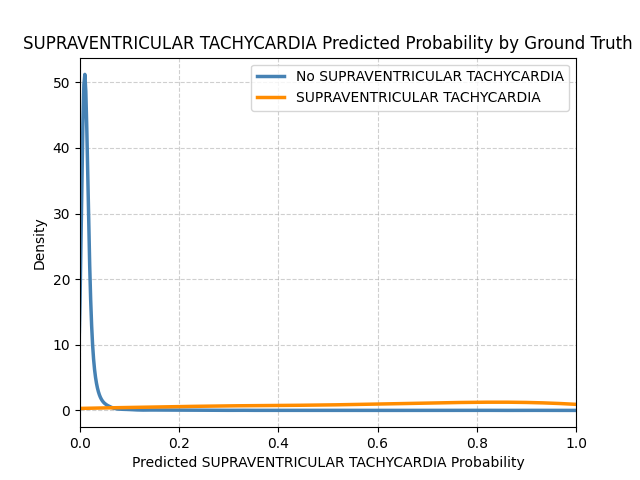 SUPRAVENTRICULAR TACHYCARDIA Predicted Probability by Ground Truth
No SUPRAVENTRICULAR TACHYCARDIA
SUPRAVENTRICULAR TACHYCARDIA
50
40
30
20
10
0
Density
0.0 0.2 0.4 0.6 0.8 1.0
Predicted SUPRAVENTRICULAR TACHYCARDIA Probability